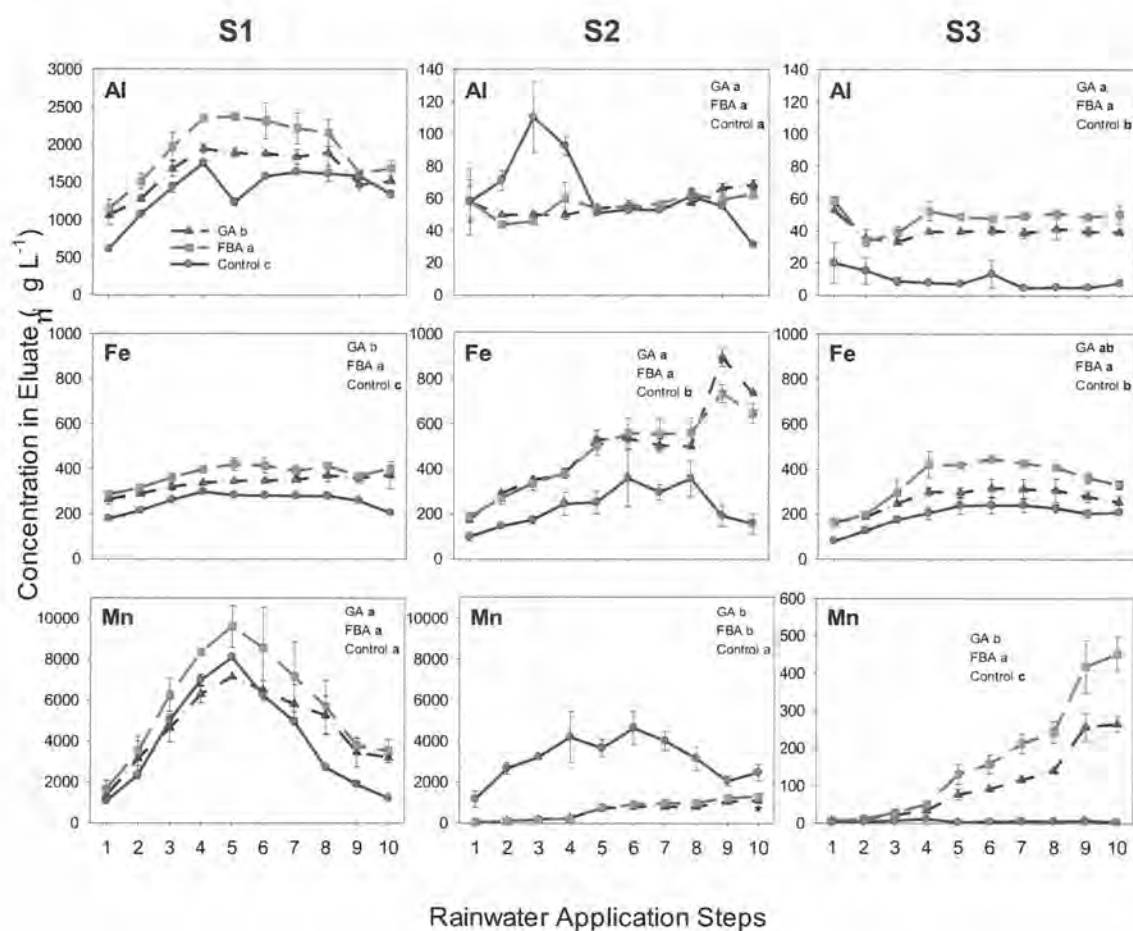 S1 S2 S3
Concentration in Eluate ( g L⁻¹)
Al
3000
2500
2000
1500
1000
500
0
GA b
FBA a
Control c
Al
140
120
100
80
60
40
20
0
GA a
FBA a
Control a
Al
140
120
100
80
60
40
20
0
GA a
FBA a
Control b
Fe
1000
800
600
400
200
0
GA b
FBA a
Control c
Fe
1000
800
600
400
200
0
GA a
FBA a
Control b
Fe
1000
800
600
400
200
0
GA ab
FBA a
Control b
Mn
10000
8000
6000
4000
2000
0
GA a
FBA a
Control a
1 2 3 4 5 6 7 8 9 10
Mn
10000
8000
6000
4000
2000
0
GA b
FBA b
Control a
*
1 2 3 4 5 6 7 8 9 10
Mn
600
500
400
300
200
100
0
GA b
FBA a
Control c
1 2 3 4 5 6 7 8 9 10
Rainwater Application Steps